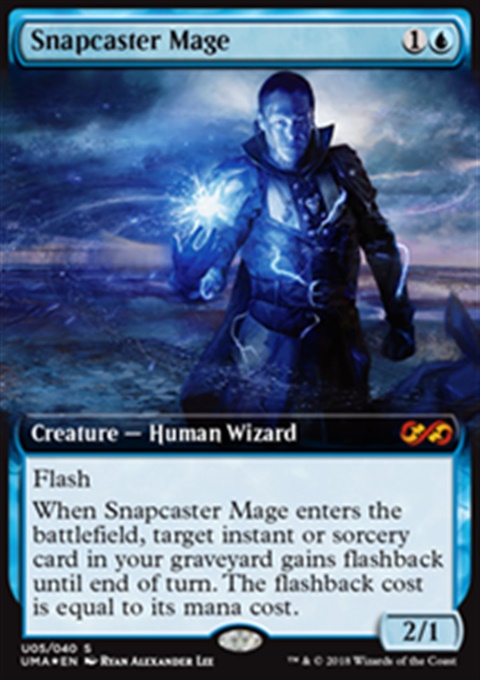 Snapcaster Mage 1
Creature — Human Wizard
Flash
When Snapcaster Mage enters the
battlefield, target instant or sorcery
card in your graveyard gains flashback
until end of turn. The flashback cost
is equal to its mana cost.
2/1
U05/040 S
UMA★EN Ryan Alexander Lee
™ & © 2018 Wizards of the Coast